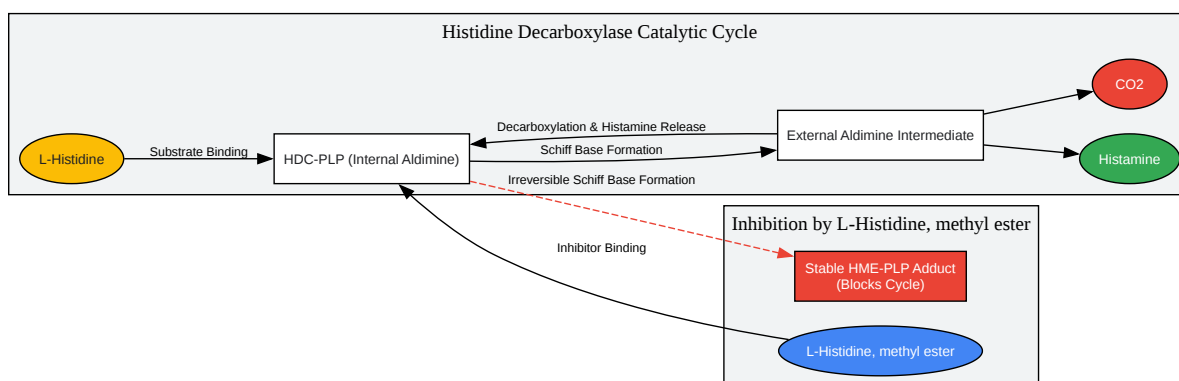 Histidine Decarboxylase Catalytic Cycle
CO2
Decarboxylation & Histamine Release
External Aldimine Intermediate
L-Histidine
Substrate Binding
HDC-PLP (Internal Aldimine)
Schiff Base Formation
Histamine
Irreversible Schiff Base Formation
Inhibition by L-Histidine, methyl ester
Inhibitor Binding
Stable HME-PLP Adduct
(Blocks Cycle)
L-Histidine, methyl ester